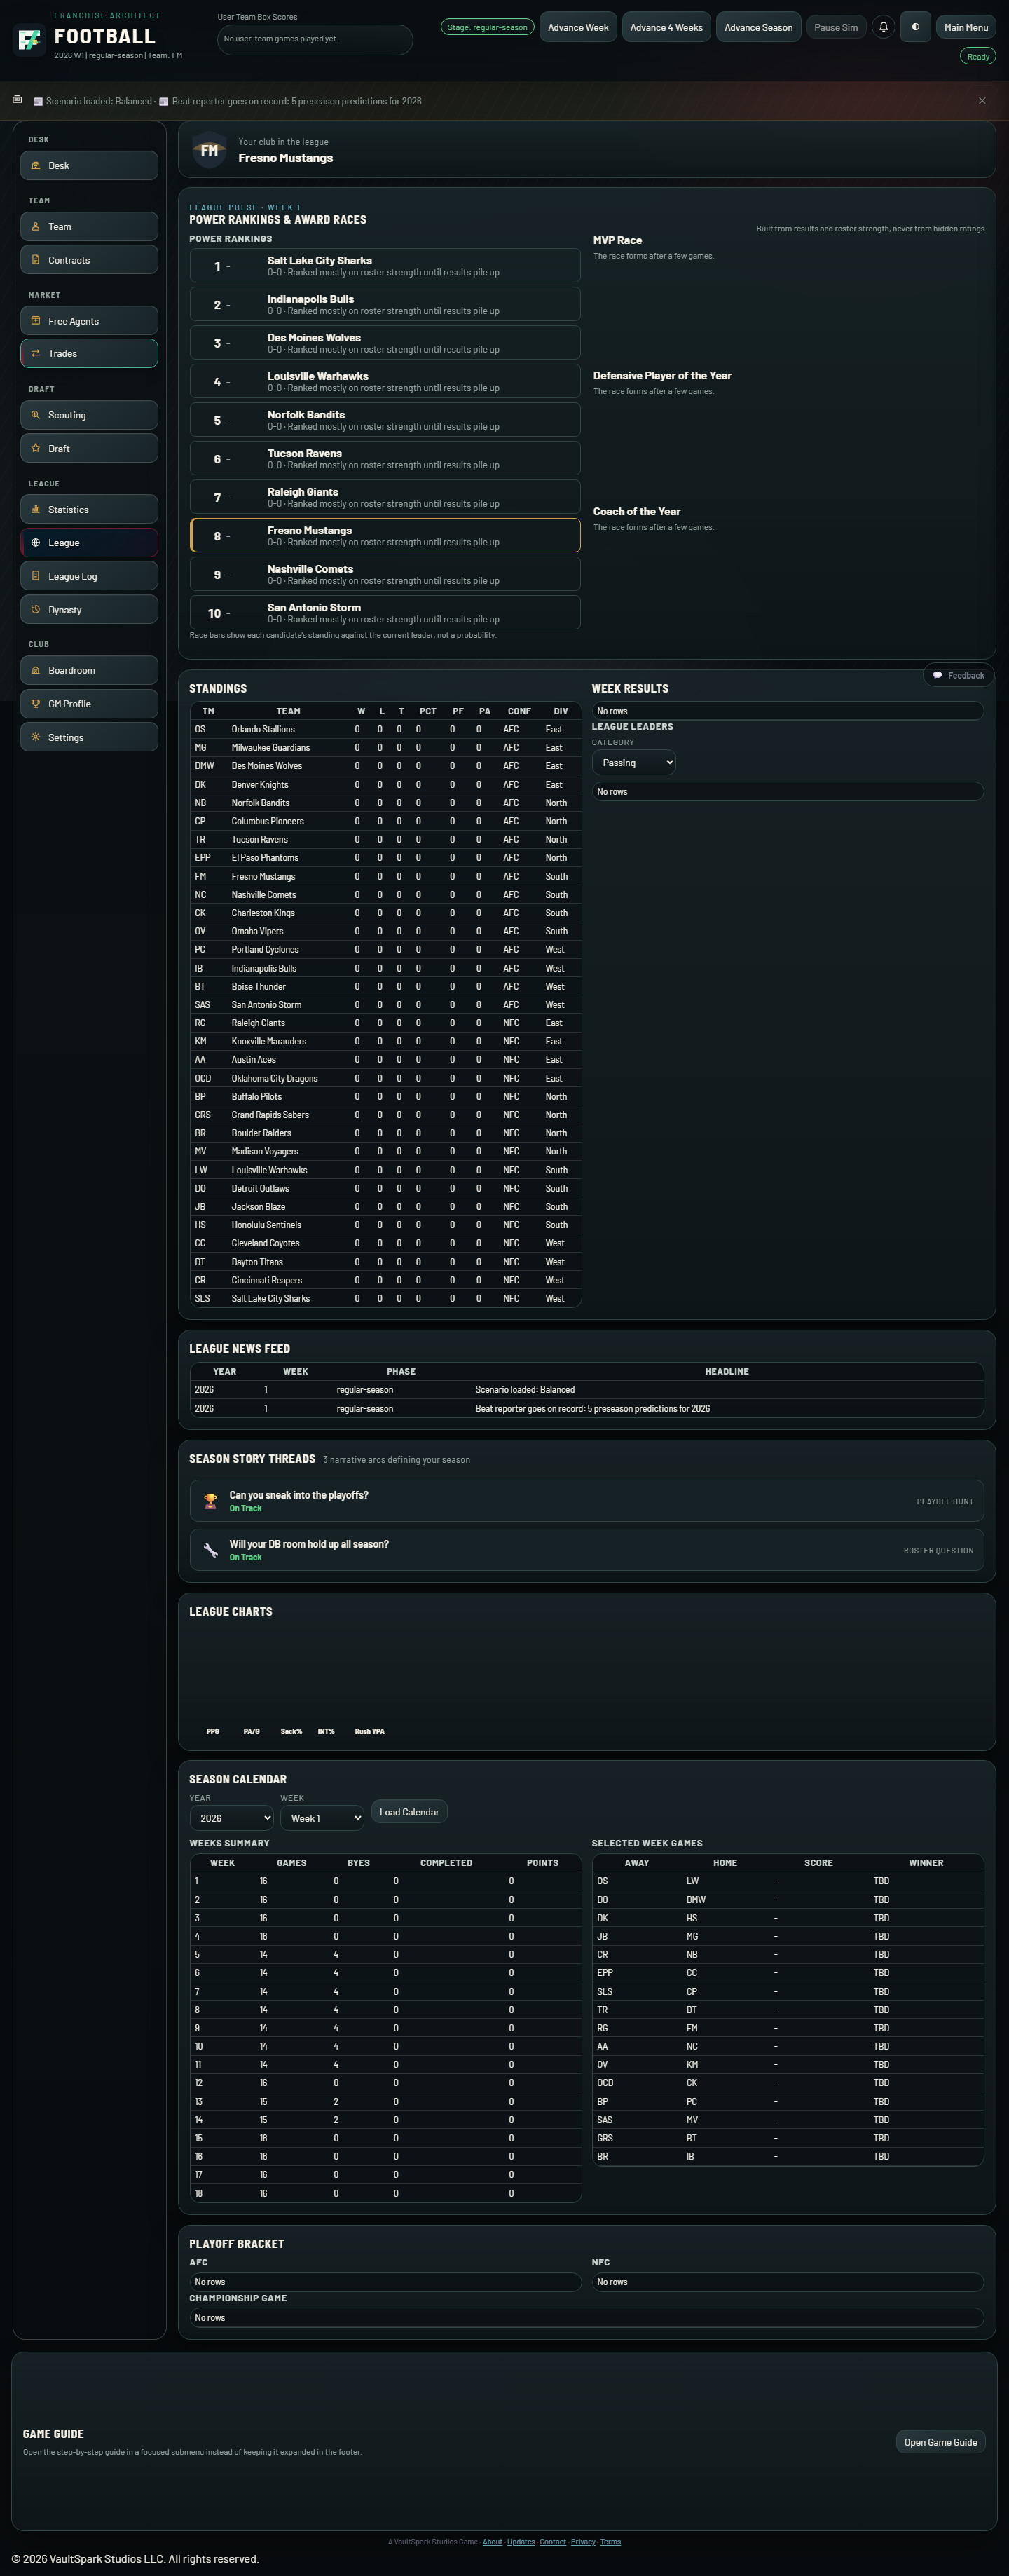 FRANCHISE ARCHITECT
FOOTBALL
2026 W1 | regular-season | Team: FM
User Team Box Scores
No user-team games played yet.
Stage: regular-season
Advance Week
Advance 4 Weeks
Advance Season
Pause Sim
Main Menu
Ready
Scenario loaded: Balanced · Beat reporter goes on record: 5 preseason predictions for 2026
DESK
Desk
TEAM
Team
Contracts
MARKET
Free Agents
Trades
DRAFT
Scouting
Draft
LEAGUE
Statistics
League
League Log
Dynasty
CLUB
Boardroom
GM Profile
Settings
FM
Your club in the league
Fresno Mustangs
LEAGUE PULSE · WEEK 1
POWER RANKINGS & AWARD RACES
Built from results and roster strength, never from hidden ratings
POWER RANKINGS
1 – Salt Lake City Sharks
0-0 · Ranked mostly on roster strength until results pile up
2 – Indianapolis Bulls
0-0 · Ranked mostly on roster strength until results pile up
3 – Des Moines Wolves
0-0 · Ranked mostly on roster strength until results pile up
4 – Louisville Warhawks
0-0 · Ranked mostly on roster strength until results pile up
5 – Norfolk Bandits
0-0 · Ranked mostly on roster strength until results pile up
6 – Tucson Ravens
0-0 · Ranked mostly on roster strength until results pile up
7 – Raleigh Giants
0-0 · Ranked mostly on roster strength until results pile up
8 – Fresno Mustangs
0-0 · Ranked mostly on roster strength until results pile up
9 – Nashville Comets
0-0 · Ranked mostly on roster strength until results pile up
10 – San Antonio Storm
0-0 · Ranked mostly on roster strength until results pile up
MVP Race
The race forms after a few games.
Defensive Player of the Year
The race forms after a few games.
Coach of the Year
The race forms after a few games.
Race bars show each candidate's standing against the current leader, not a probability.
Feedback
STANDINGS
TM TEAM W L T PCT PF PA CONF DIV
OS Orlando Stallions 0 0 0 0 0 0 AFC East
MG Milwaukee Guardians 0 0 0 0 0 0 AFC East
DMW Des Moines Wolves 0 0 0 0 0 0 AFC East
DK Denver Knights 0 0 0 0 0 0 AFC East
NB Norfolk Bandits 0 0 0 0 0 0 AFC North
CP Columbus Pioneers 0 0 0 0 0 0 AFC North
TR Tucson Ravens 0 0 0 0 0 0 AFC North
EPP El Paso Phantoms 0 0 0 0 0 0 AFC North
FM Fresno Mustangs 0 0 0 0 0 0 AFC South
NC Nashville Comets 0 0 0 0 0 0 AFC South
CK Charleston Kings 0 0 0 0 0 0 AFC South
OV Omaha Vipers 0 0 0 0 0 0 AFC South
PC Portland Cyclones 0 0 0 0 0 0 AFC West
IB Indianapolis Bulls 0 0 0 0 0 0 AFC West
BT Boise Thunder 0 0 0 0 0 0 AFC West
SAS San Antonio Storm 0 0 0 0 0 0 AFC West
RG Raleigh Giants 0 0 0 0 0 0 NFC East
KM Knoxville Marauders 0 0 0 0 0 0 NFC East
AA Austin Aces 0 0 0 0 0 0 NFC East
OCD Oklahoma City Dragons 0 0 0 0 0 0 NFC East
BP Buffalo Pilots 0 0 0 0 0 0 NFC North
GRS Grand Rapids Sabers 0 0 0 0 0 0 NFC North
BR Boulder Raiders 0 0 0 0 0 0 NFC North
MV Madison Voyagers 0 0 0 0 0 0 NFC North
LW Louisville Warhawks 0 0 0 0 0 0 NFC South
DO Detroit Outlaws 0 0 0 0 0 0 NFC South
JB Jackson Blaze 0 0 0 0 0 0 NFC South
HS Honolulu Sentinels 0 0 0 0 0 0 NFC South
CC Cleveland Coyotes 0 0 0 0 0 0 NFC West
DT Dayton Titans 0 0 0 0 0 0 NFC West
CR Cincinnati Reapers 0 0 0 0 0 0 NFC West
SLS Salt Lake City Sharks 0 0 0 0 0 0 NFC West
WEEK RESULTS
No rows
LEAGUE LEADERS
CATEGORY
Passing
No rows
LEAGUE NEWS FEED
YEAR WEEK PHASE HEADLINE
2026 1 regular-season Scenario loaded: Balanced
2026 1 regular-season Beat reporter goes on record: 5 preseason predictions for 2026
SEASON STORY THREADS 3 narrative arcs defining your season
Can you sneak into the playoffs?
On Track
PLAYOFF HUNT
Will your DB room hold up all season?
On Track
ROSTER QUESTION
LEAGUE CHARTS
PPG PA/G Sack% INT% Rush YPA
SEASON CALENDAR
YEAR
2026
WEEK
Week 1
Load Calendar
WEEKS SUMMARY
WEEK GAMES BYES COMPLETED POINTS
1 16 0 0 0
2 16 0 0 0
3 16 0 0 0
4 16 0 0 0
5 14 4 0 0
6 14 4 0 0
7 14 4 0 0
8 14 4 0 0
9 14 4 0 0
10 14 4 0 0
11 14 4 0 0
12 16 0 0 0
13 15 2 0 0
14 15 2 0 0
15 16 0 0 0
16 16 0 0 0
17 16 0 0 0
18 16 0 0 0
SELECTED WEEK GAMES
AWAY HOME SCORE WINNER
OS LW - TBD
DO DMW - TBD
DK HS - TBD
JB MG - TBD
CR NB - TBD
EPP CC - TBD
SLS CP - TBD
TR DT - TBD
RG FM - TBD
AA NC - TBD
OV KM - TBD
OCD CK - TBD
BP PC - TBD
SAS MV - TBD
GRS BT - TBD
BR IB - TBD
PLAYOFF BRACKET
AFC
No rows
NFC
No rows
CHAMPIONSHIP GAME
No rows
GAME GUIDE
Open the step-by-step guide in a focused submenu instead of keeping it expanded in the footer.
Open Game Guide
A VaultSpark Studios Game · About · Updates · Contact · Privacy · Terms
© 2026 VaultSpark Studios LLC. All rights reserved.